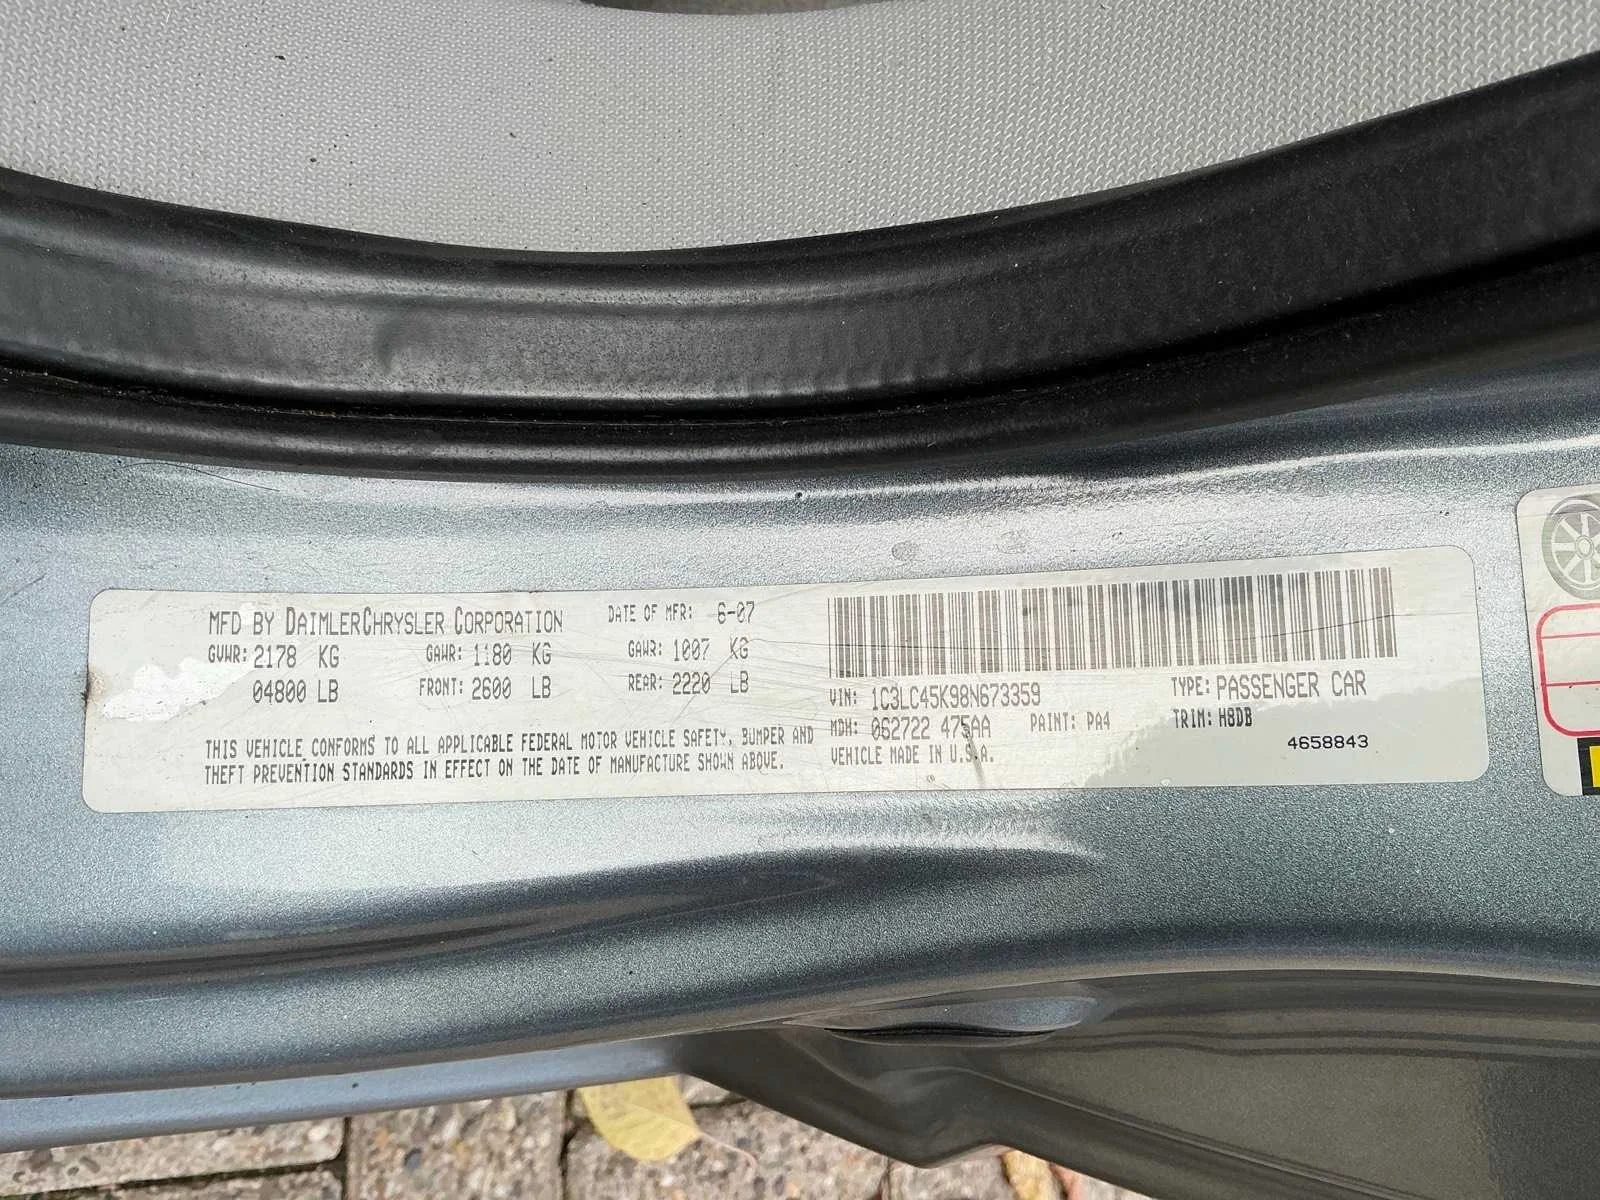 MFD BY DAIMLERCHRYSLER CORPORATION DATE OF MFR: 6-07
GVWR: 2178 KG GAWR: 1180 KG GAWR: 1007 KG
04800 LB FRONT: 2600 LB REAR: 2220 LB
THIS VEHICLE CONFORMS TO ALL APPLICABLE FEDERAL MOTOR VEHICLE SAFETY, BUMPER AND
THEFT PREVENTION STANDARDS IN EFFECT ON THE DATE OF MANUFACTURE SHOWN ABOVE.
VIN: 1C3LC45K98N673359 TYPE: PASSENGER CAR
MDH: 062722 475AA PAINT: PA4 TRIM: H8DB
VEHICLE MADE IN U.S.A. 4658843